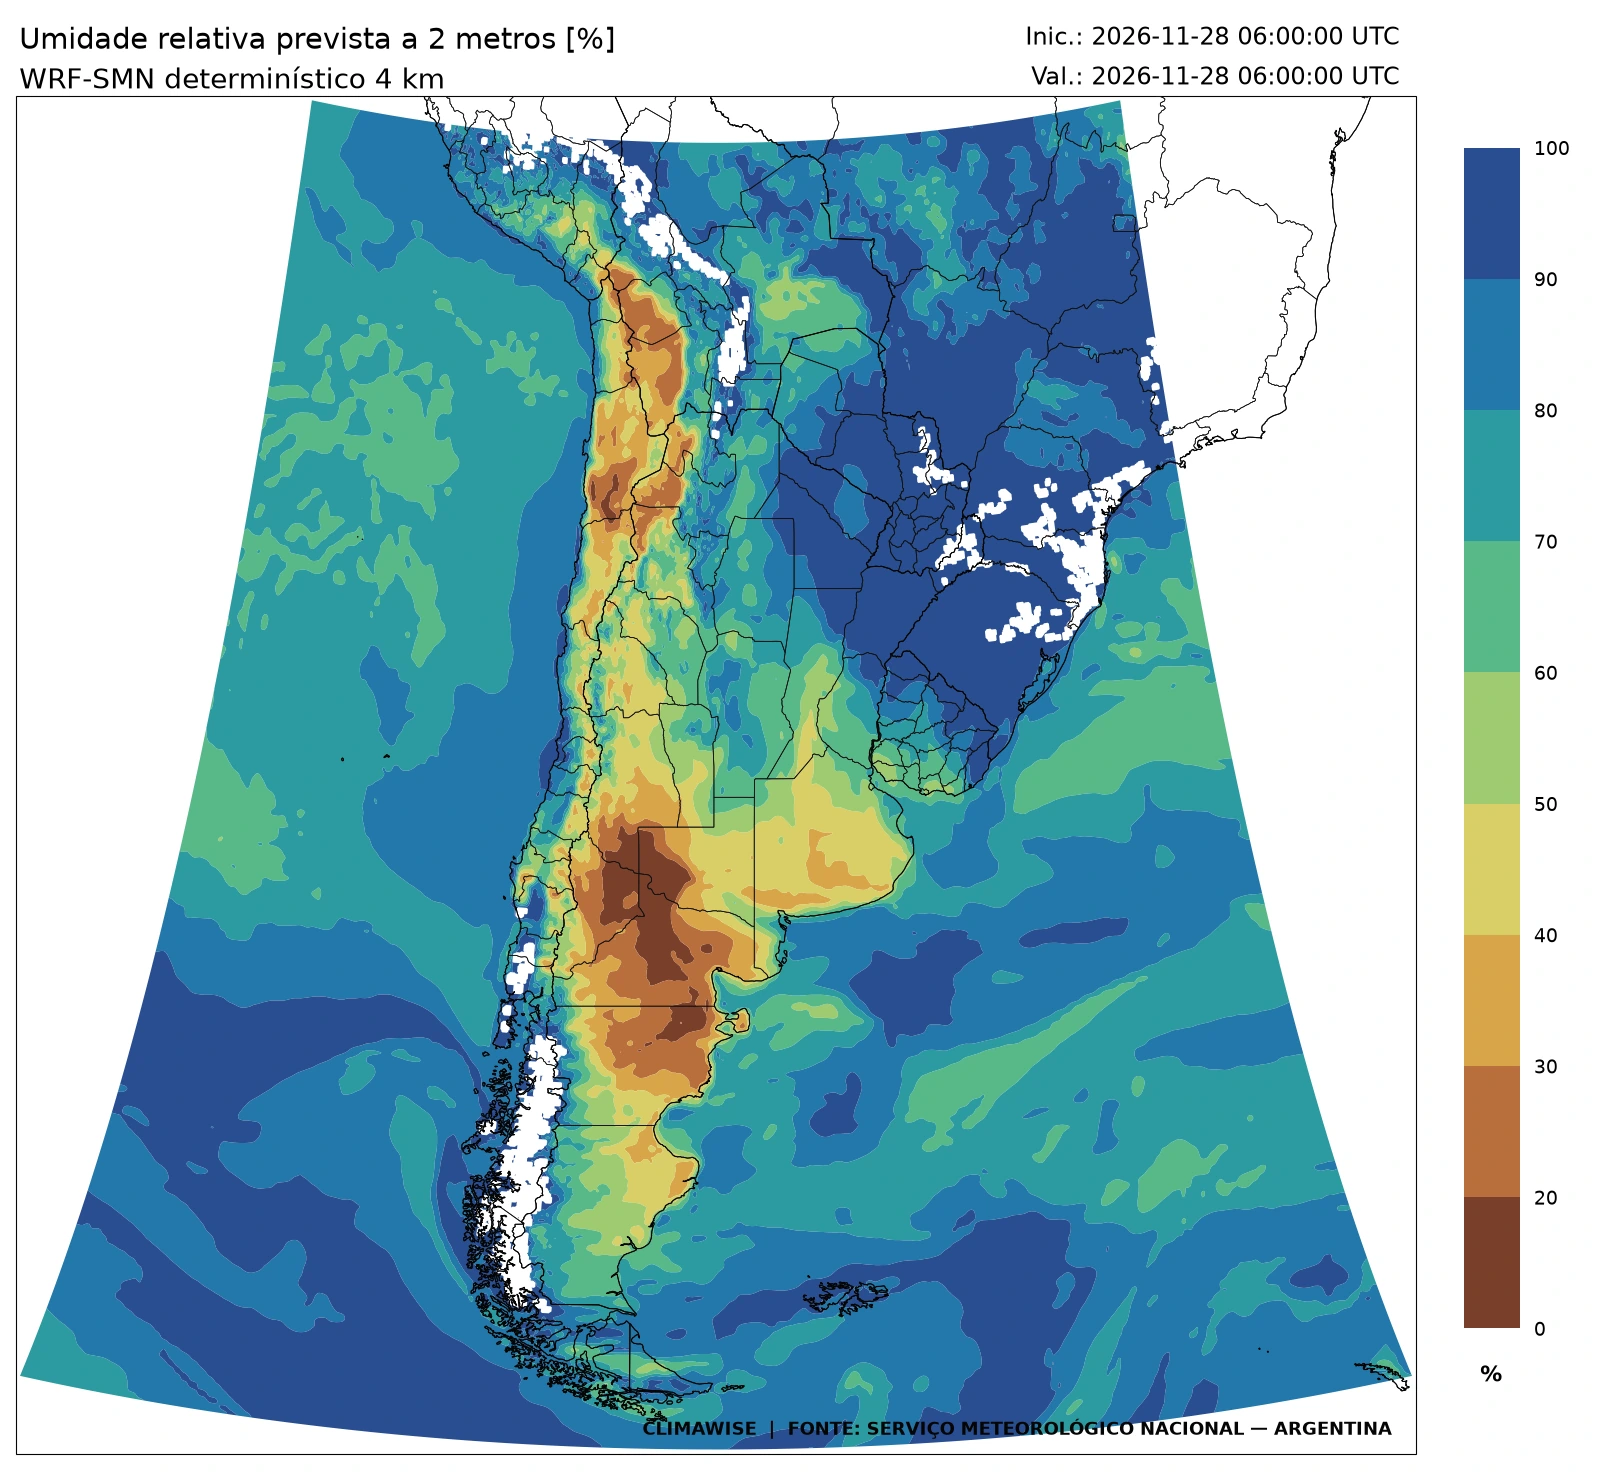 Umidade relativa prevista a 2 metros [%]
WRF-SMN determinístico 4 km
Inic.: 2026-11-28 06:00:00 UTC
Val.: 2026-11-28 06:00:00 UTC
100
90
80
70
60
50
40
30
20
0
%
CLIMAWISE | FONTE: SERVIÇO METEOROLÓGICO NACIONAL — ARGENTINA